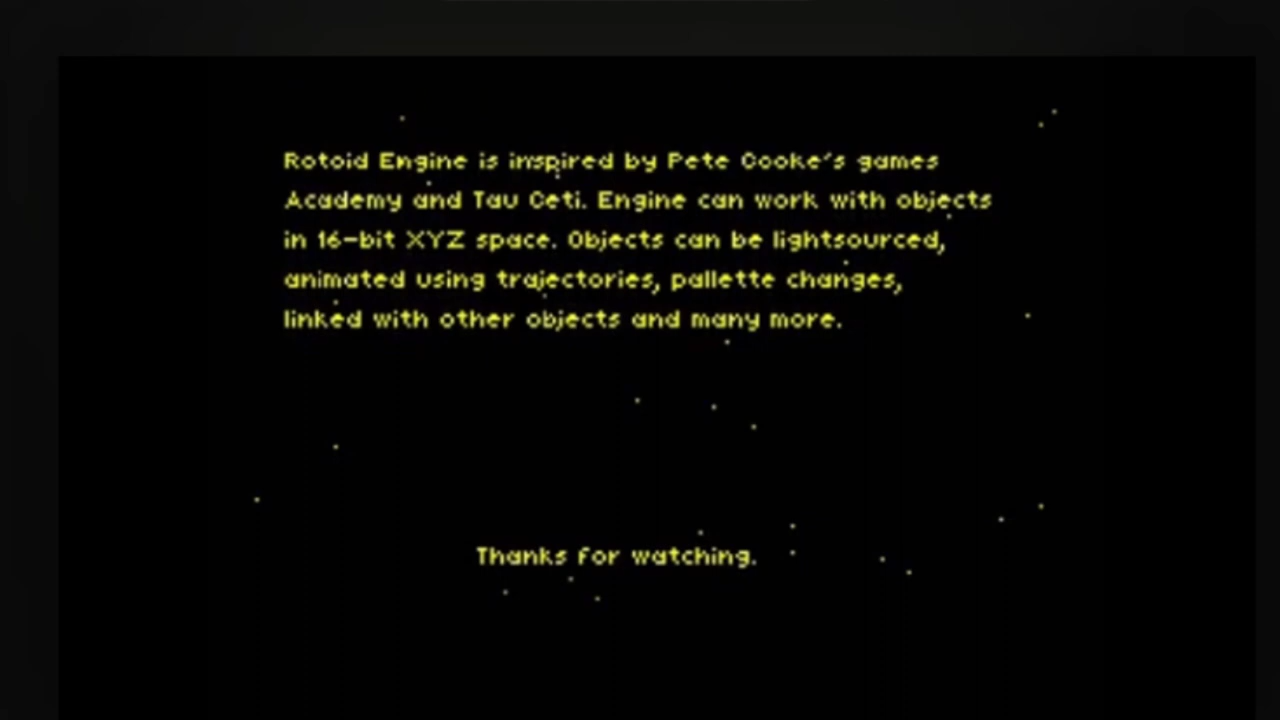 Rotoid Engine is inspired by Pete Cooke's games
Academy and Tau Ceti. Engine can work with objects
in 16-bit XYZ space. Objects can be lightsourced,
animated using trajectories, pallette changes,
linked with other objects and many more.
Thanks for watching.